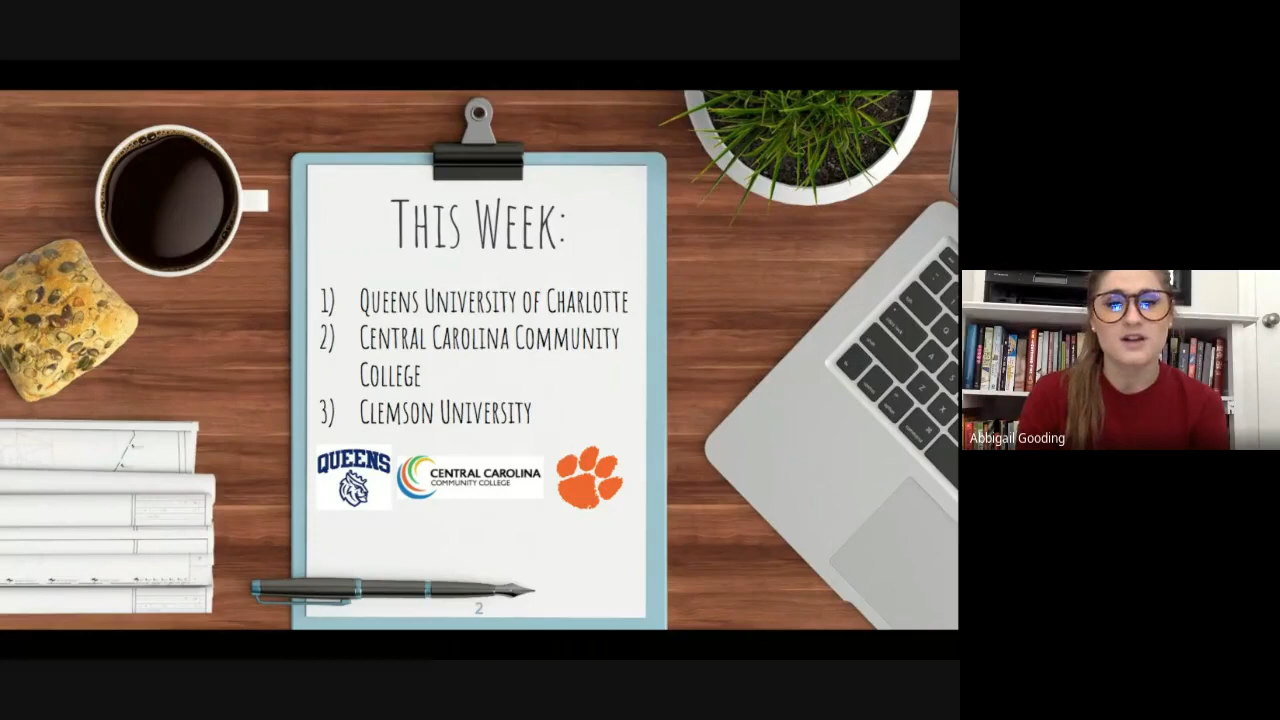 THIS WEEK:
1) QUEENS UNIVERSITY OF CHARLOTTE
2) CENTRAL CAROLINA COMMUNITY
COLLEGE
3) CLEMSON UNIVERSITY
QUEENS
CENTRAL CAROLINA
COMMUNITY COLLEGE
2
Abbigail Gooding